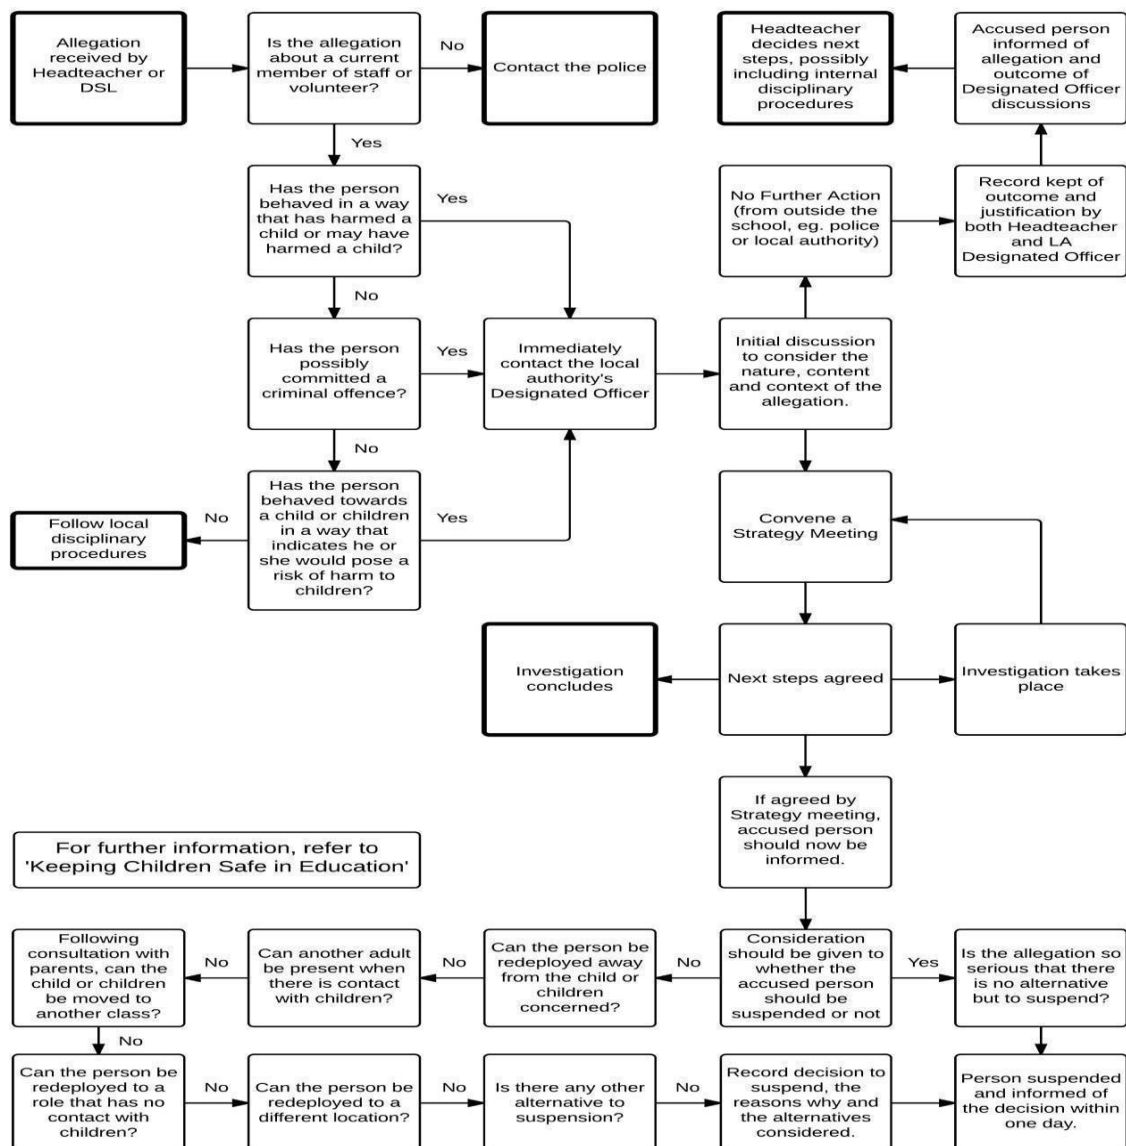 Allegation
received by
Headteacher or
DSL
Is the allegation
about a current
member of staff or
volunteer?
No
Contact the police
Headteacher
decides next
steps, possibly
including internal
disciplinary
procedures
Accused person
informed of
allegation and
outcome of
Designated Officer
discussions
Yes
Has the person
behaved in a way
that has harmed a
child or may have
harmed a child?
Yes
No Further Action
(from outside the
school, eg. police
or local authority)
Record kept of
outcome and
justification by
both Headteacher
and LA
Designated Officer
No
Has the person
possibly
committed a
criminal offence?
Yes
Immediately
contact the local
authority's
Designated Officer
Initial discussion
to consider the
nature, content
and context of the
allegation.
No
Follow local
disciplinary
procedures
No
Has the person
behaved towards
a child or children
in a way that
indicates he or
she would pose a
risk of harm to
children?
Yes
Convene a
Strategy Meeting
Investigation
concludes
Next steps agreed
Investigation takes
place
If agreed by
Strategy meeting,
accused person
should now be
informed.
For further information, refer to
'Keeping Children Safe in Education'
Following
consultation with
parents, can the
child or children
be moved to
another class?
No
Can another adult
be present when
there is contact
with children?
No
Can the person be
redeployed away
from the child or
children
concerned?
No
Consideration
should be given to
whether the
accused person
should be
suspended or not
Yes
Is the allegation so
serious that there
is no alternative
but to suspend?
No
Can the person be
redeployed to a
role that has no
contact with
children?
No
Can the person be
redeployed to a
different location?
No
Is there any other
alternative to
suspension?
No
Record decision to
suspend, the
reasons why and
the alternatives
considered.
Person suspended
and informed of
the decision within
one day.